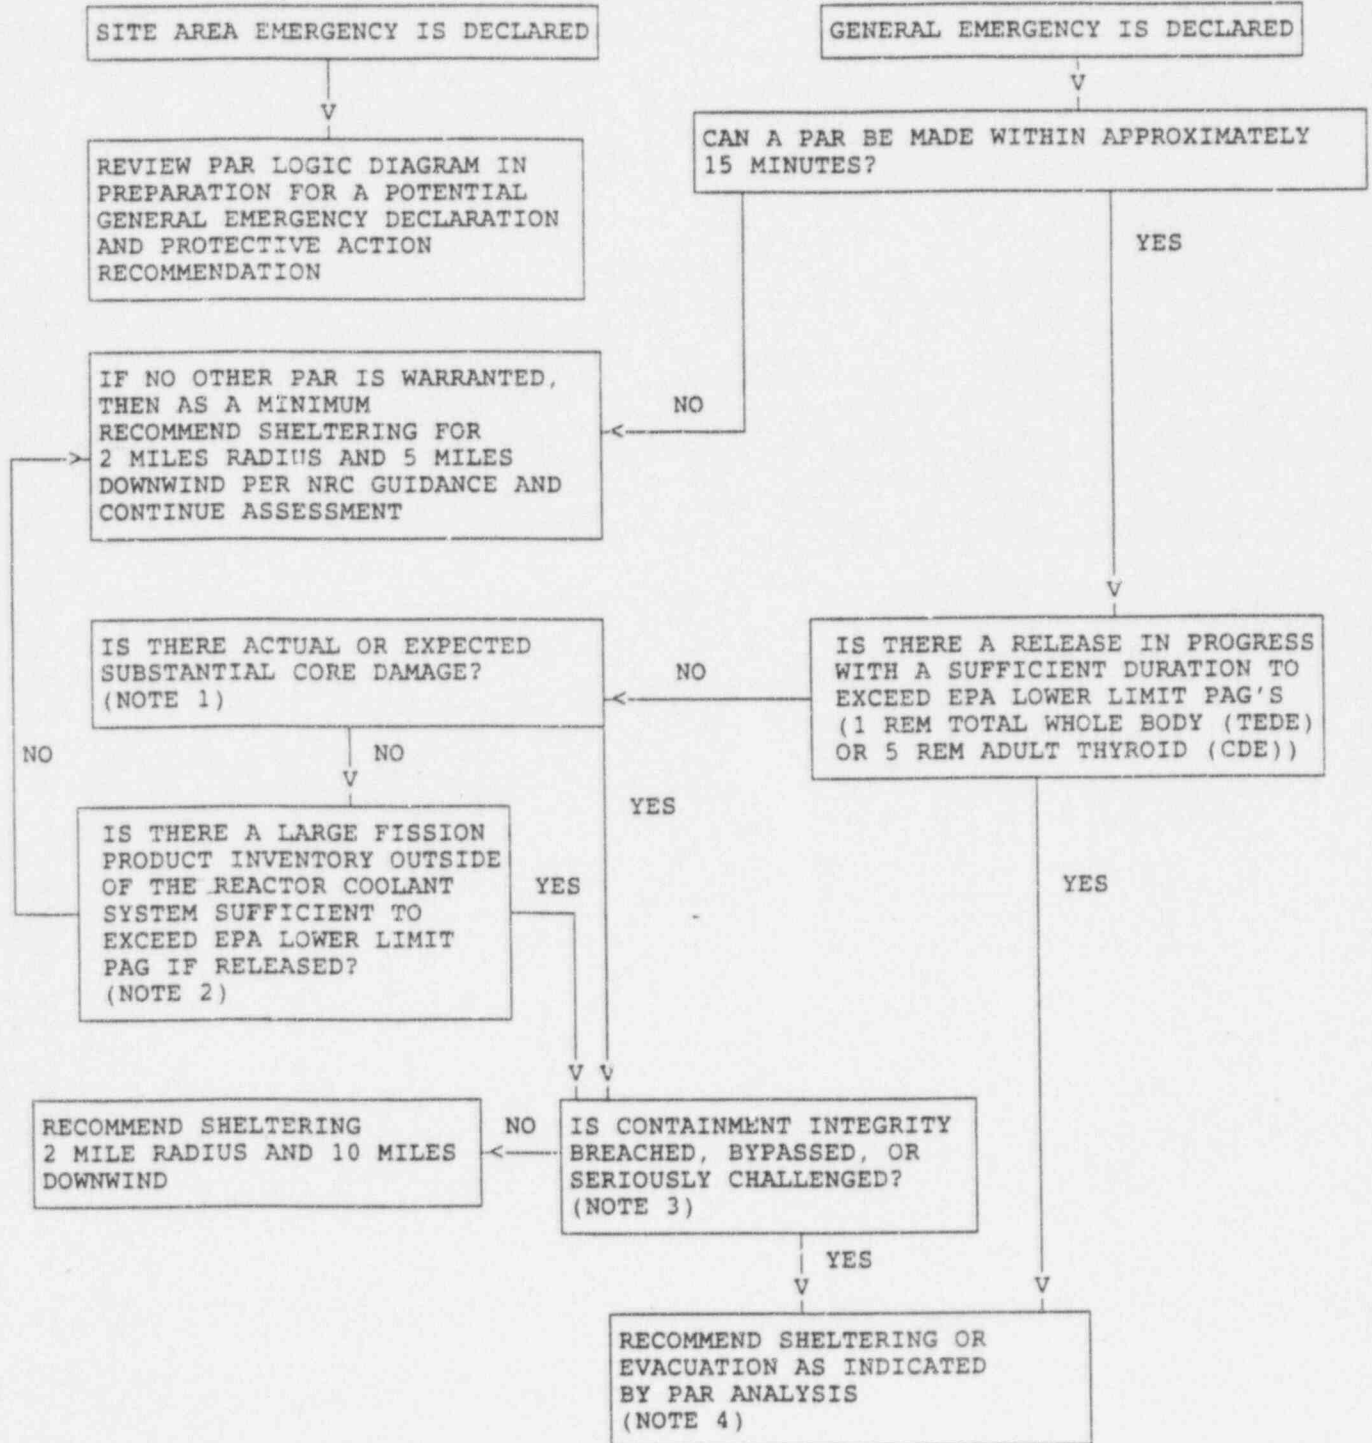 SITE AREA EMERGENCY IS DECLARED
GENERAL EMERGENCY IS DECLARED
V
V
REVIEW PAR LOGIC DIAGRAM IN
PREPARATION FOR A POTENTIAL
GENERAL EMERGENCY DECLARATION
AND PROTECTIVE ACTION
RECOMMENDATION
CAN A PAR BE MADE WITHIN APPROXIMATELY
15 MINUTES?
YES
IF NO OTHER PAR IS WARRANTED,
THEN AS A MINIMUM
RECOMMEND SHELTERING FOR
2 MILES RADIUS AND 5 MILES
DOWNWIND PER NRC GUIDANCE AND
CONTINUE ASSESSMENT
NO
<
>
V
IS THERE ACTUAL OR EXPECTED
SUBSTANTIAL CORE DAMAGE?
(NOTE 1)
NO
<
IS THERE A RELEASE IN PROGRESS
WITH A SUFFICIENT DURATION TO
EXCEED EPA LOWER LIMIT PAG'S
(1 REM TOTAL WHOLE BODY (TEDE)
OR 5 REM ADULT THYROID (CDE))
NO
NO
V
YES
IS THERE A LARGE FISSION
PRODUCT INVENTORY OUTSIDE
OF THE REACTOR COOLANT
SYSTEM SUFFICIENT TO
EXCEED EPA LOWER LIMIT
PAG IF RELEASED?
(NOTE 2)
YES
YES
V V
RECOMMEND SHELTERING
2 MILE RADIUS AND 10 MILES
DOWNWIND
NO
<
IS CONTAINMENT INTEGRITY
BREACHED, BYPASSED, OR
SERIOUSLY CHALLENGED?
(NOTE 3)
YES
V
V
RECOMMEND SHELTERING OR
EVACUATION AS INDICATED
BY PAR ANALYSIS
(NOTE 4)